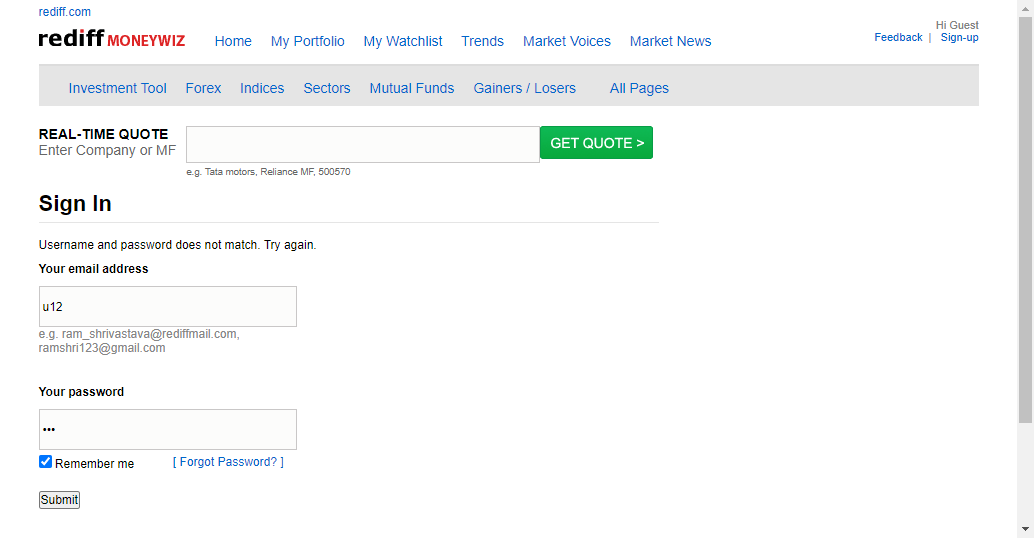 rediff.com
Hi Guest
rediff MONEYWIZ Home My Portfolio My Watchlist Trends Market Voices Market News
Feedback | Sign-up
Investment Tool Forex Indices Sectors Mutual Funds Gainers / Losers All Pages
REAL-TIME QUOTE
Enter Company or MF
GET QUOTE >
e.g. Tata motors, Reliance MF, 500570
Sign In
Username and password does not match. Try again.
Your email address
u12
e.g. ram_shrivastava@rediffmail.com,
ramshri123@gmail.com
Your password
•••
Remember me [ Forgot Password? ]
Submit